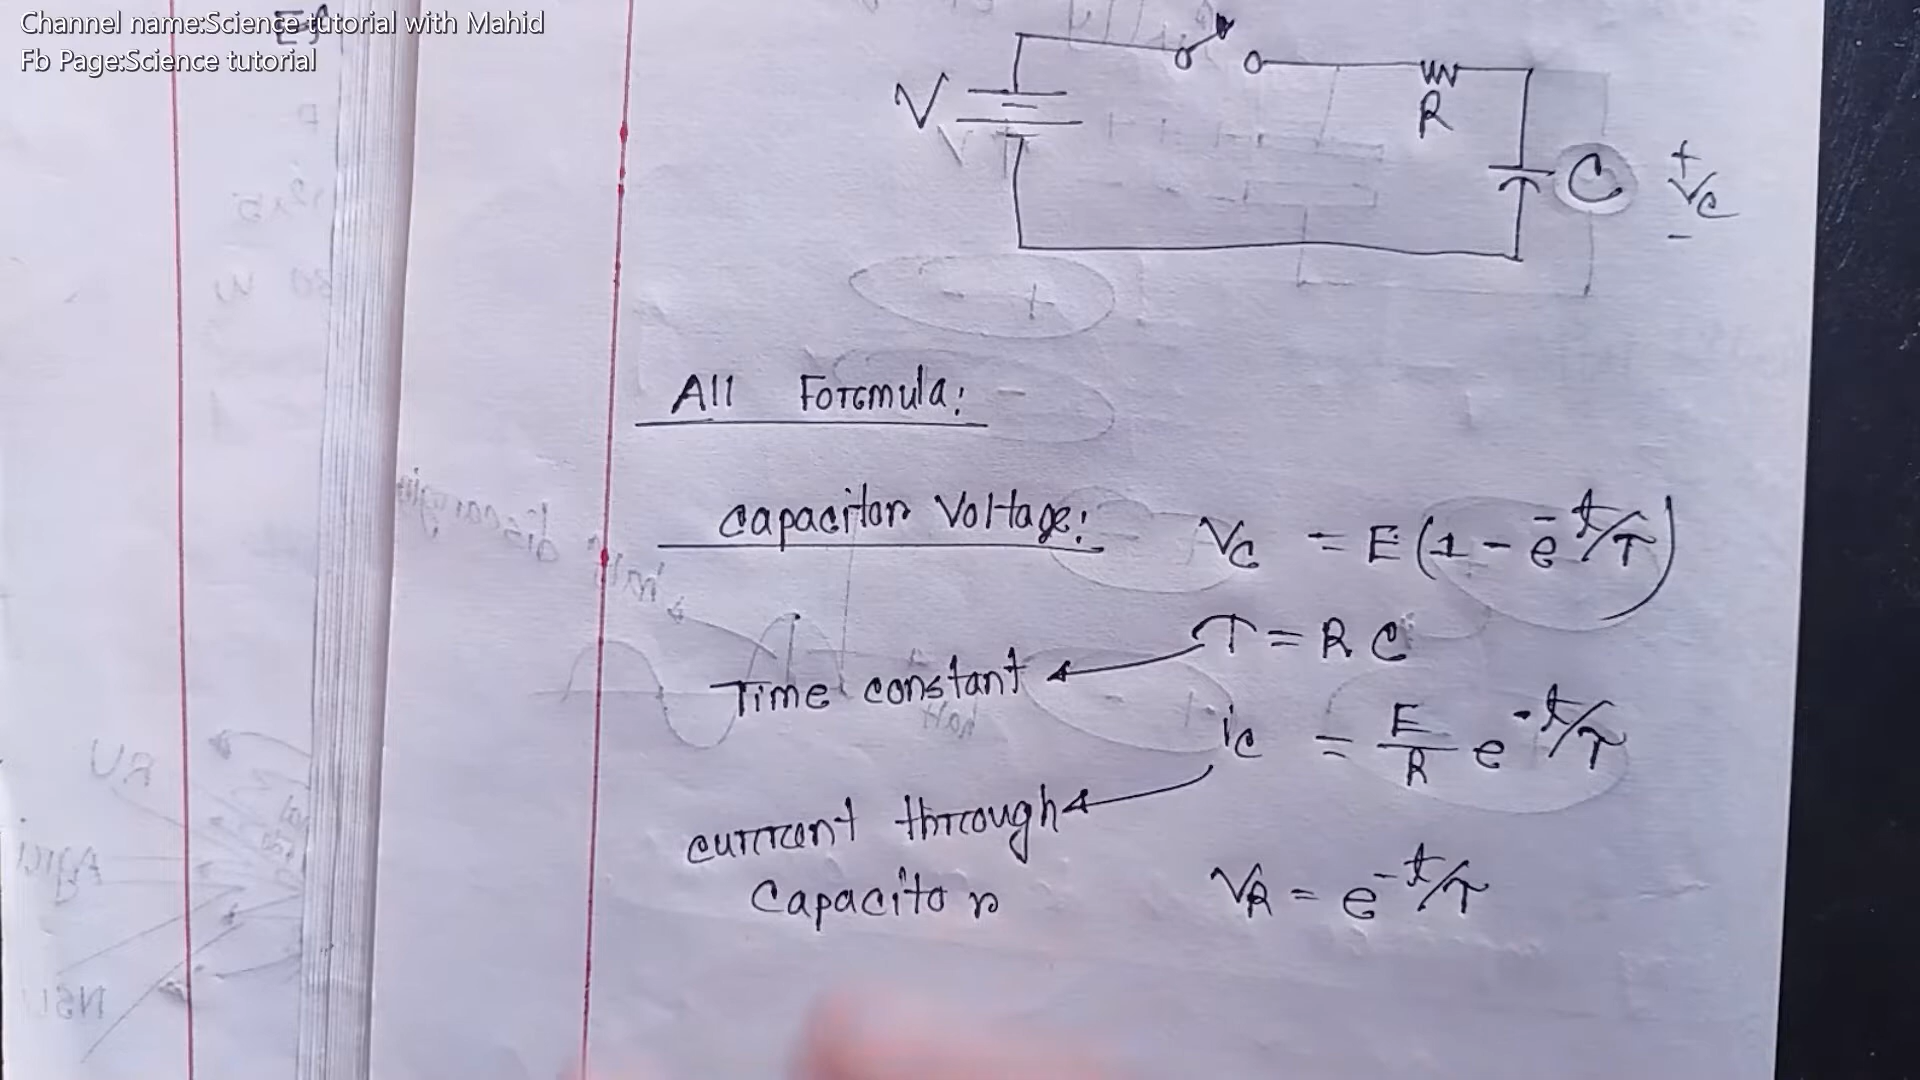 Channel name:Science tutorial with Mahid
Fb Page:Science tutorial
V
R
C
+
Vc
-
All Formula:
capacitor Voltage: Vc = E(1 - e^-t/T)
T = RC
Time constant
ic = E/R e^-t/T
current through
Capacitor
VR = e^-t/T